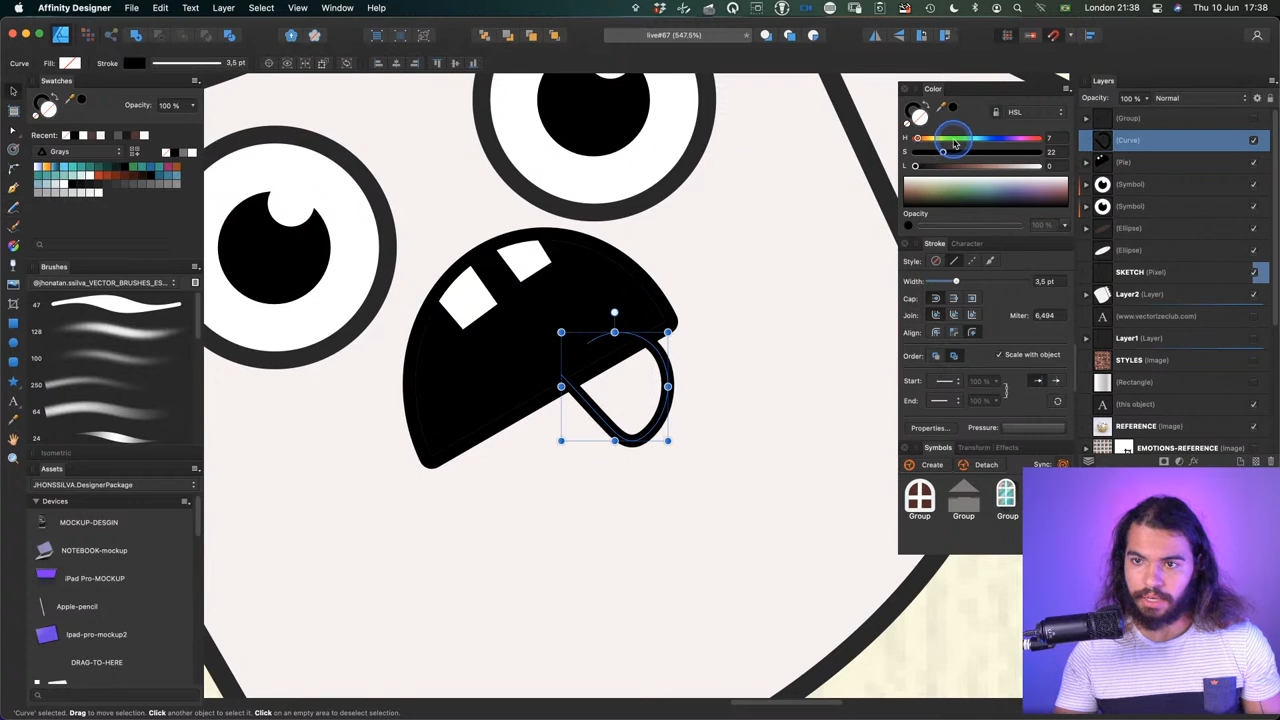 Affinity Designer File Edit Text Arrange Layer Select View Window Help London 21:38 Thu 10 Jun 17:38
live#67 (547.5%)
Curve Fill: Stroke 3,5 pt
Swatches
Opacity: 100 %
Recent:
Grays
Brushes
@jhonatan.ssilva_VECTOR_BRUSHES_ES...
47
128
100
250
64
24
Isometric
Assets
JHONSSILVA.DesignerPackage
Devices
MOCKUP-DESGIN
NOTEBOOK-mockup
iPad Pro-MOCKUP
Apple-pencil
Ipad-pro-mockup2
DRAG-TO-HERE
'Curve' selected. Drag to move selection. Click another object to select it. Click on an empty area to deselect selection.
Color
HSL
H 7
S 22
L 0
Opacity
100 %
Stroke Character
Style:
Width: 3,5 pt
Cap:
Join: Miter: 6,494
Align:
Order: Scale with object
Start: 100 %
End: 100 %
Properties... Pressure:
Symbols Transform Effects
Create Detach Sync:
Group Group Group
Layers
Opacity: 100 % Normal
(Group)
(Curve)
(Pie)
(Symbol)
(Symbol)
(Ellipse)
(Ellipse)
SKETCH (Pixel)
Layer2 (Layer)
(www.vectorizeclub.com)
Layer1 (Layer)
STYLES (Image)
(Rectangle)
(this object)
REFERENCE (Image)
EMOTIONS-REFERENCE (Image)